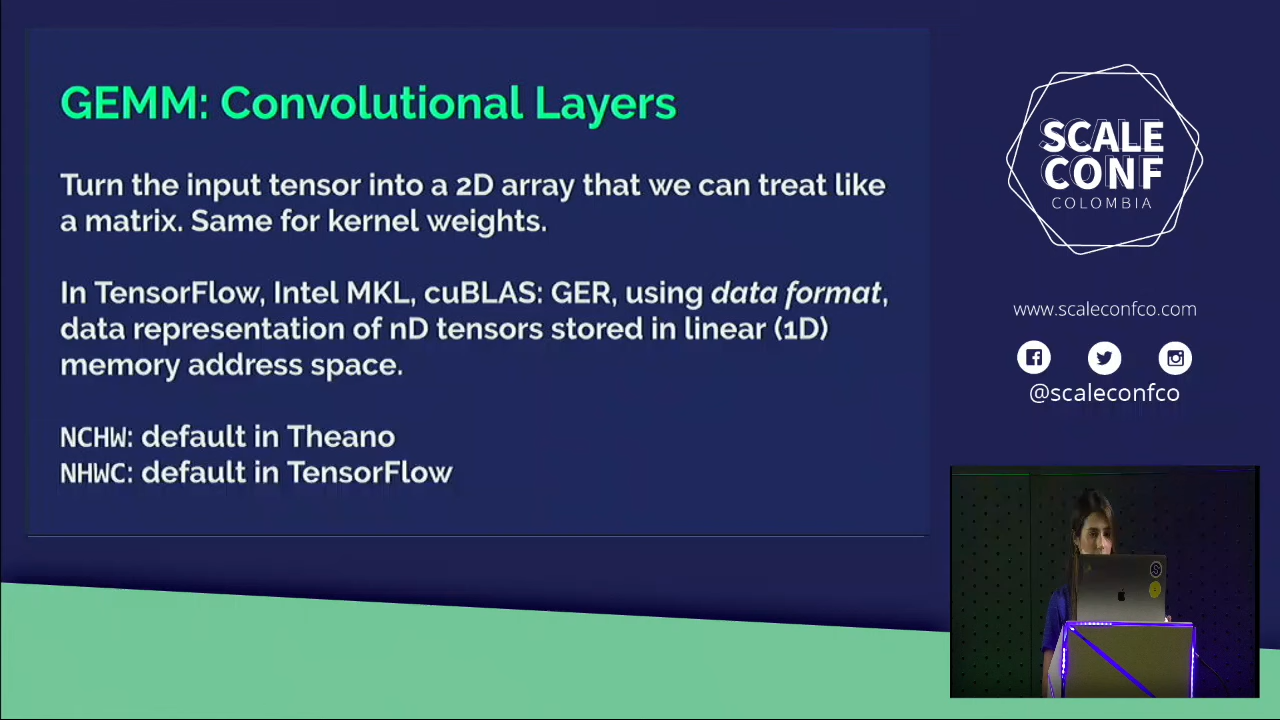 GEMM: Convolutional Layers
Turn the input tensor into a 2D array that we can treat like
a matrix. Same for kernel weights.
In TensorFlow, Intel MKL, cuBLAS: GER, using data format,
data representation of nD tensors stored in linear (1D)
memory address space.
NCHW: default in Theano
NHWC: default in TensorFlow
SCALE
CONF
COLOMBIA
www.scaleconfco.com
@scaleconfco